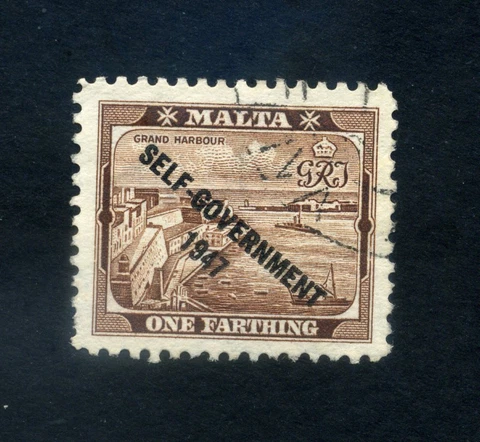 MALTA
GRAND HARBOUR
GRI
SELF-GOVERNMENT
1947
ONE FARTHING